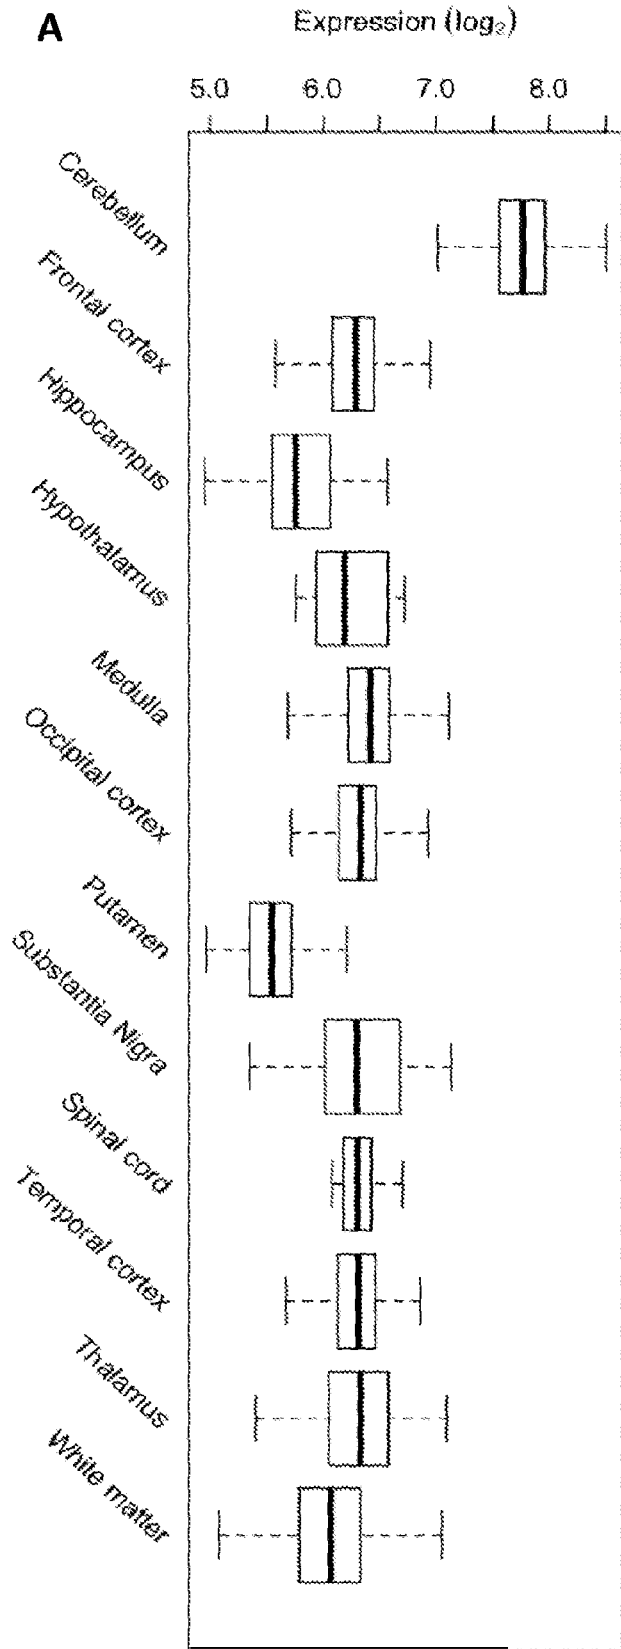 A
Expression (log₂)
5.0 6.0 7.0 8.0
Cerebellum
Frontal cortex
Hippocampus
Hypothalamus
Medulla
Occipital cortex
Putamen
Substantia Nigra
Spinal cord
Temporal cortex
Thalamus
White matter